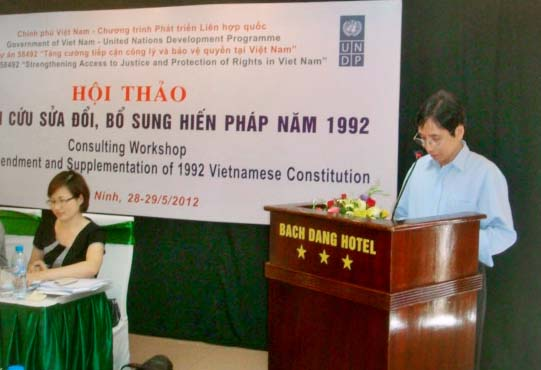 Chính phủ Việt Nam - Chương trình Phát triển Liên hợp quốc
Government of Viet Nam - United Nations Development Programme
ự án 58492 "Tăng cường tiếp cận công lý và bảo vệ quyền tại Việt Nam"
58492 "Strengthening Access to Justice and Protection of Rights in Viet Nam"
U N
D P
HỘI THẢO
CỨU SỬA ĐỔI, BỔ SUNG HIẾN PHÁP NĂM 1992
Consulting Workshop
endment and Supplementation of 1992 Vietnamese Constitution
Ninh, 28-29/5/2012
BACH DANG HOTEL